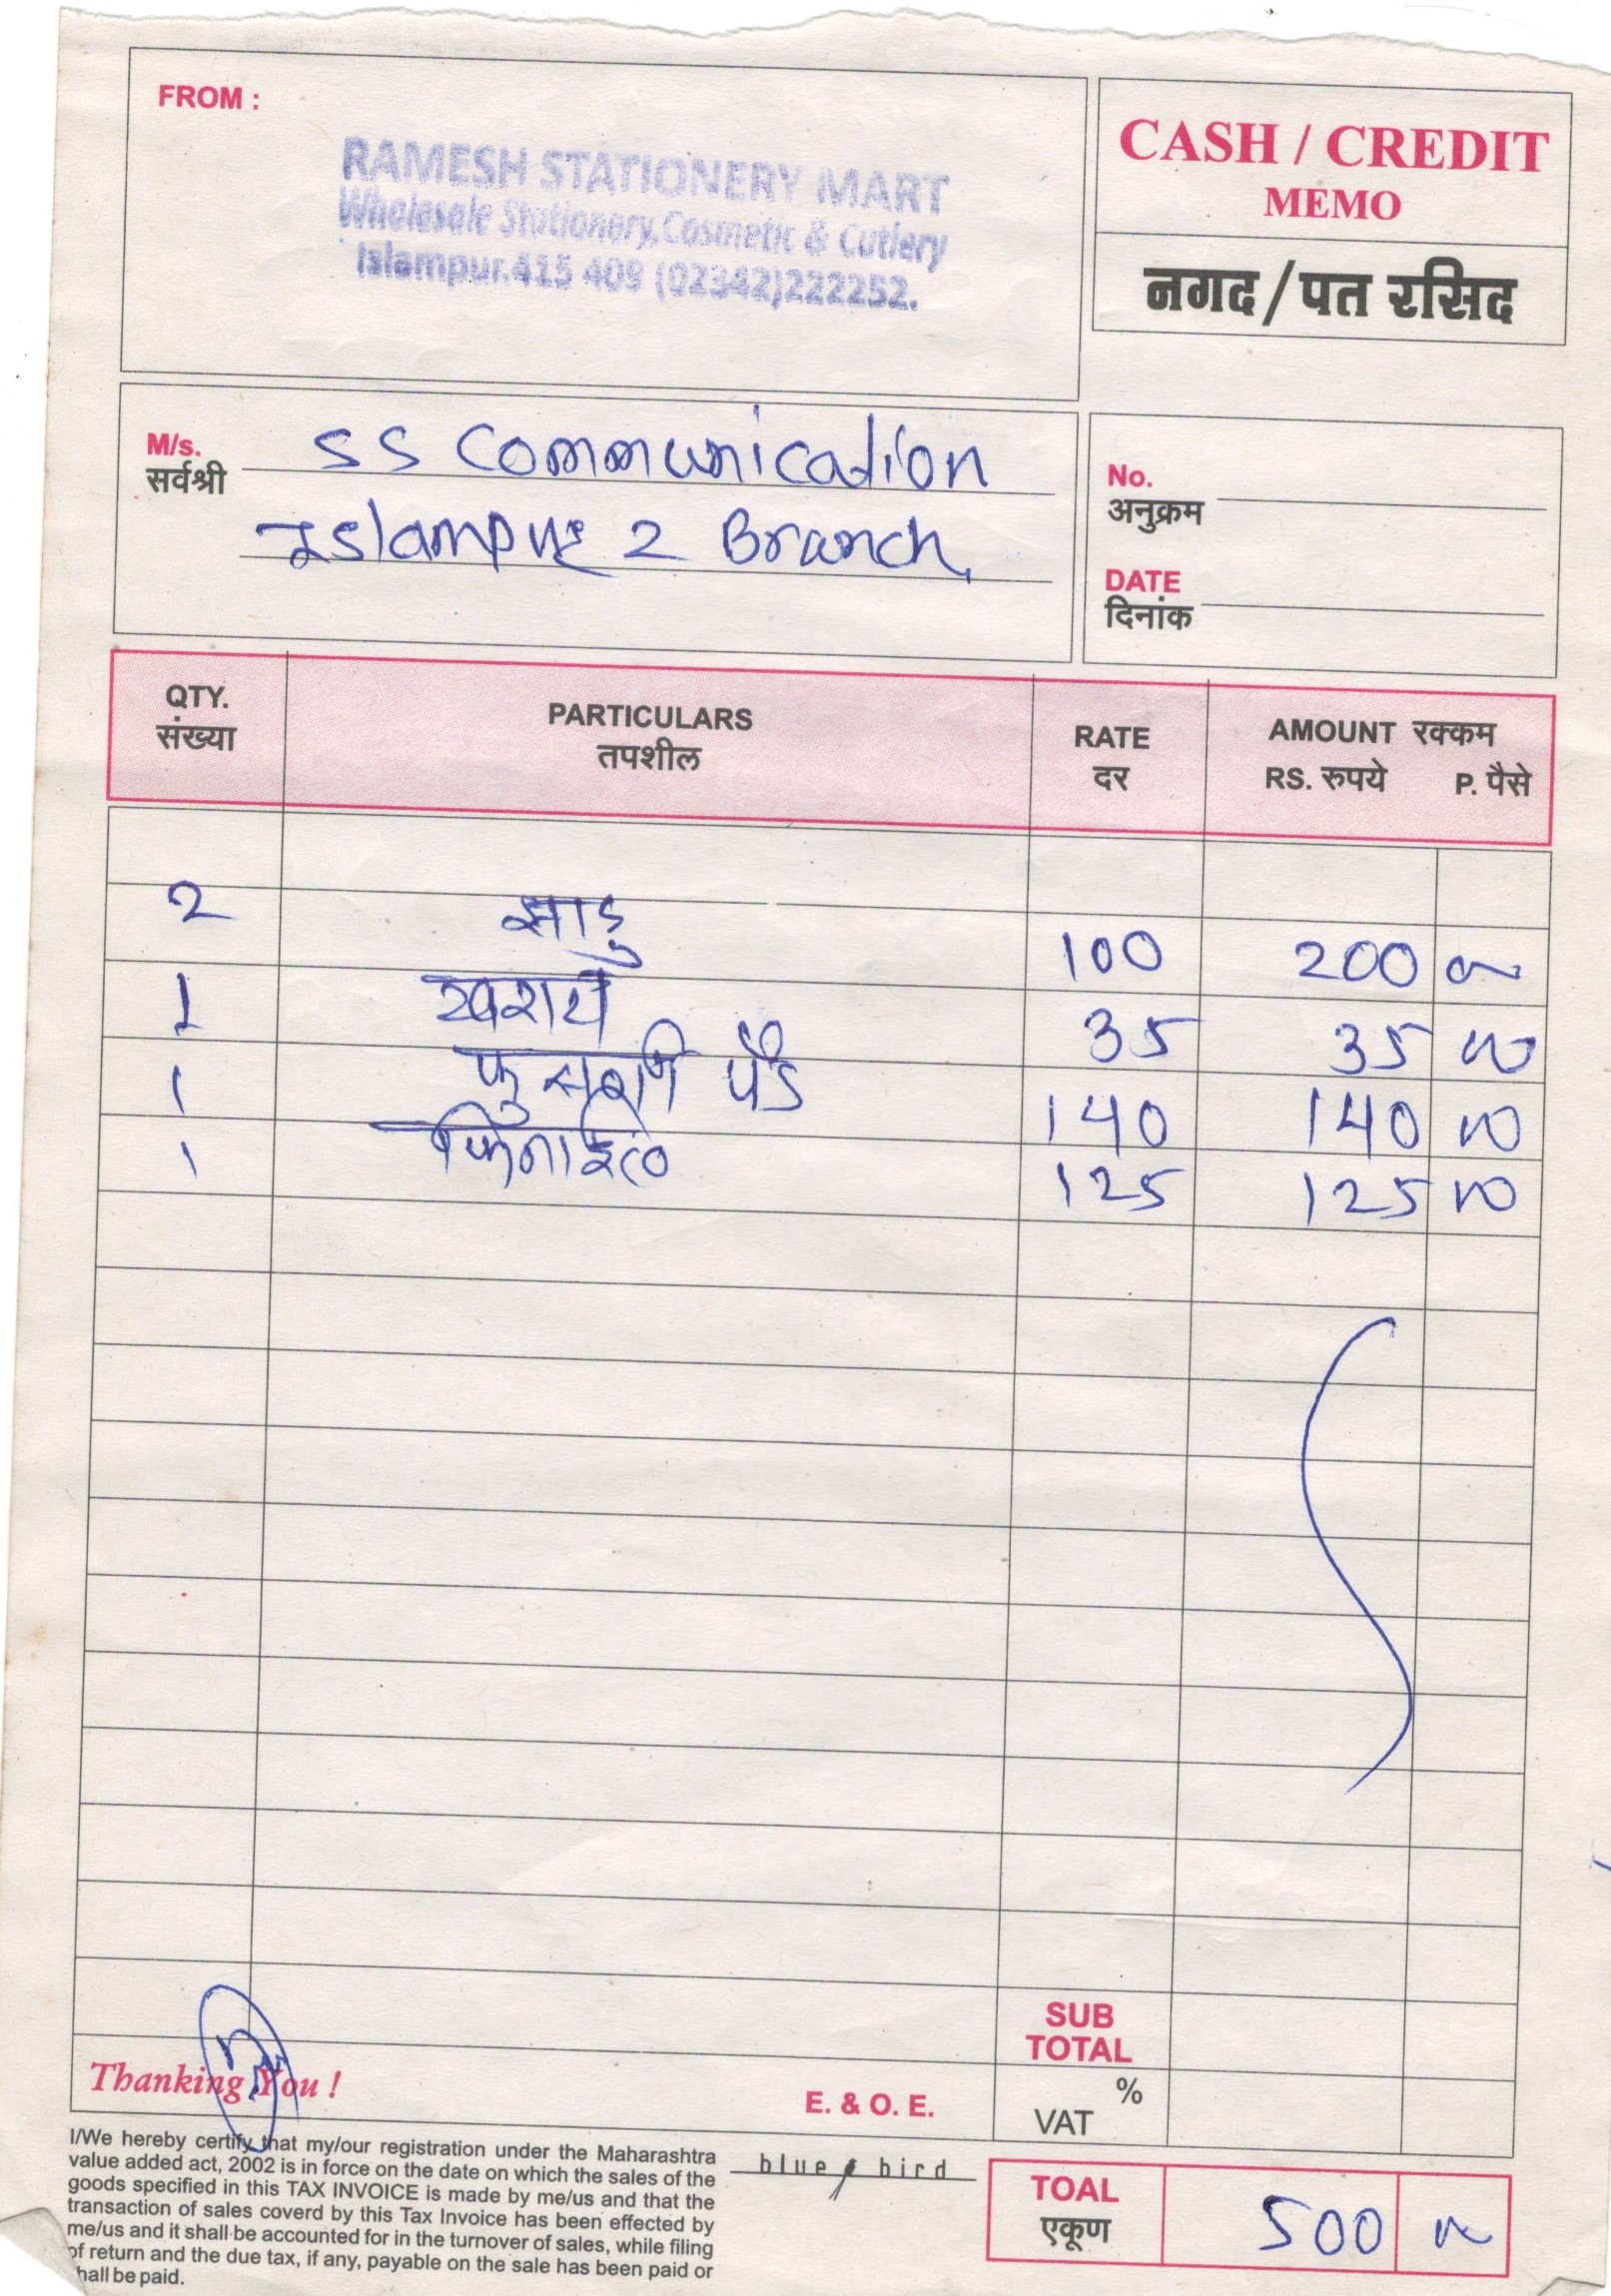 FROM :
RAMESH STATIONERY MART
Wholesale Stationery, Cosmetic & Cutlery
Islampur.415 409 (02342)222252.
CASH / CREDIT
MEMO
नगद/पत रसिद
M/s. SS Communication
सर्वश्री
Islampur 2 Branch
No.
अनुक्रम
DATE
दिनांक
QTY. PARTICULARS RATE AMOUNT रक्कम
संख्या तपशील दर RS. रुपये P. पैसे
2 झाडु 100 200 00
1 खराटा 35 35 00
1 फुसणी पॅड 140 140 00
1 फिनाईल 125 125 00
SUB
TOTAL
Thanking You !
E. & O. E.
%
VAT
I/We hereby certify that my/our registration under the Maharashtra
value added act, 2002 is in force on the date on which the sales of the
goods specified in this TAX INVOICE is made by me/us and that the
transaction of sales coverd by this Tax Invoice has been effected by
me/us and it shall be accounted for in the turnover of sales, while filing
of return and the due tax, if any, payable on the sale has been paid or
hall be paid.
blue bird
TOAL
एकूण 500 00